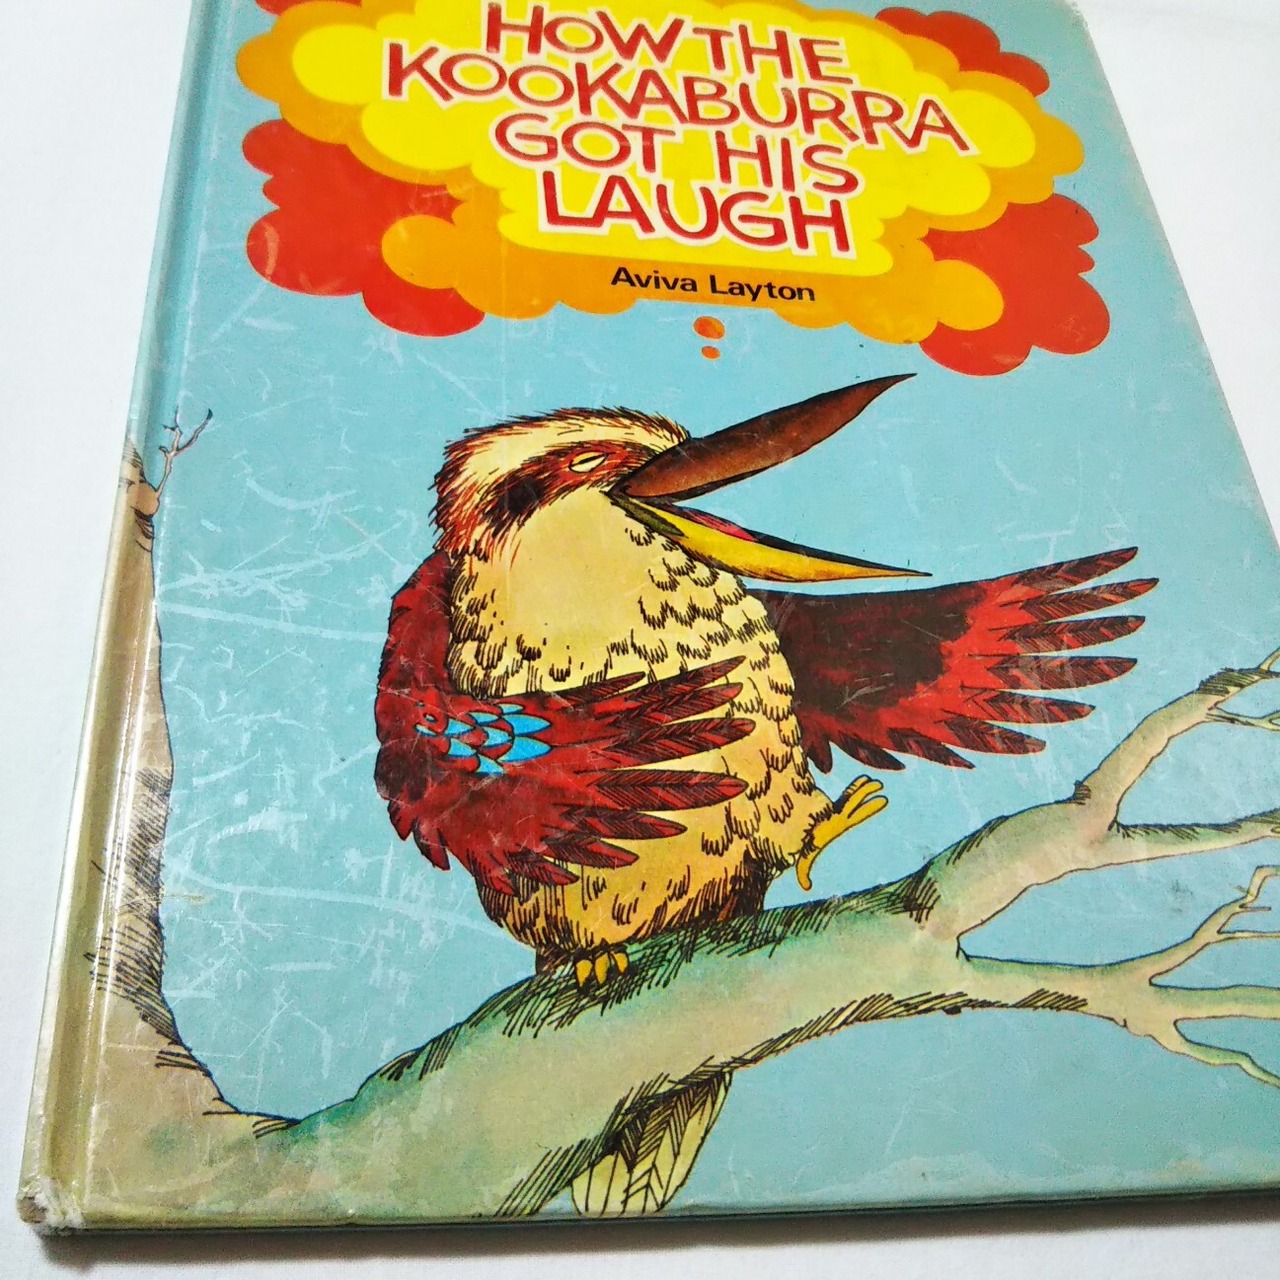 HOW THE
KOOKABURRA
GOT HIS
LAUGH
Aviva Layton